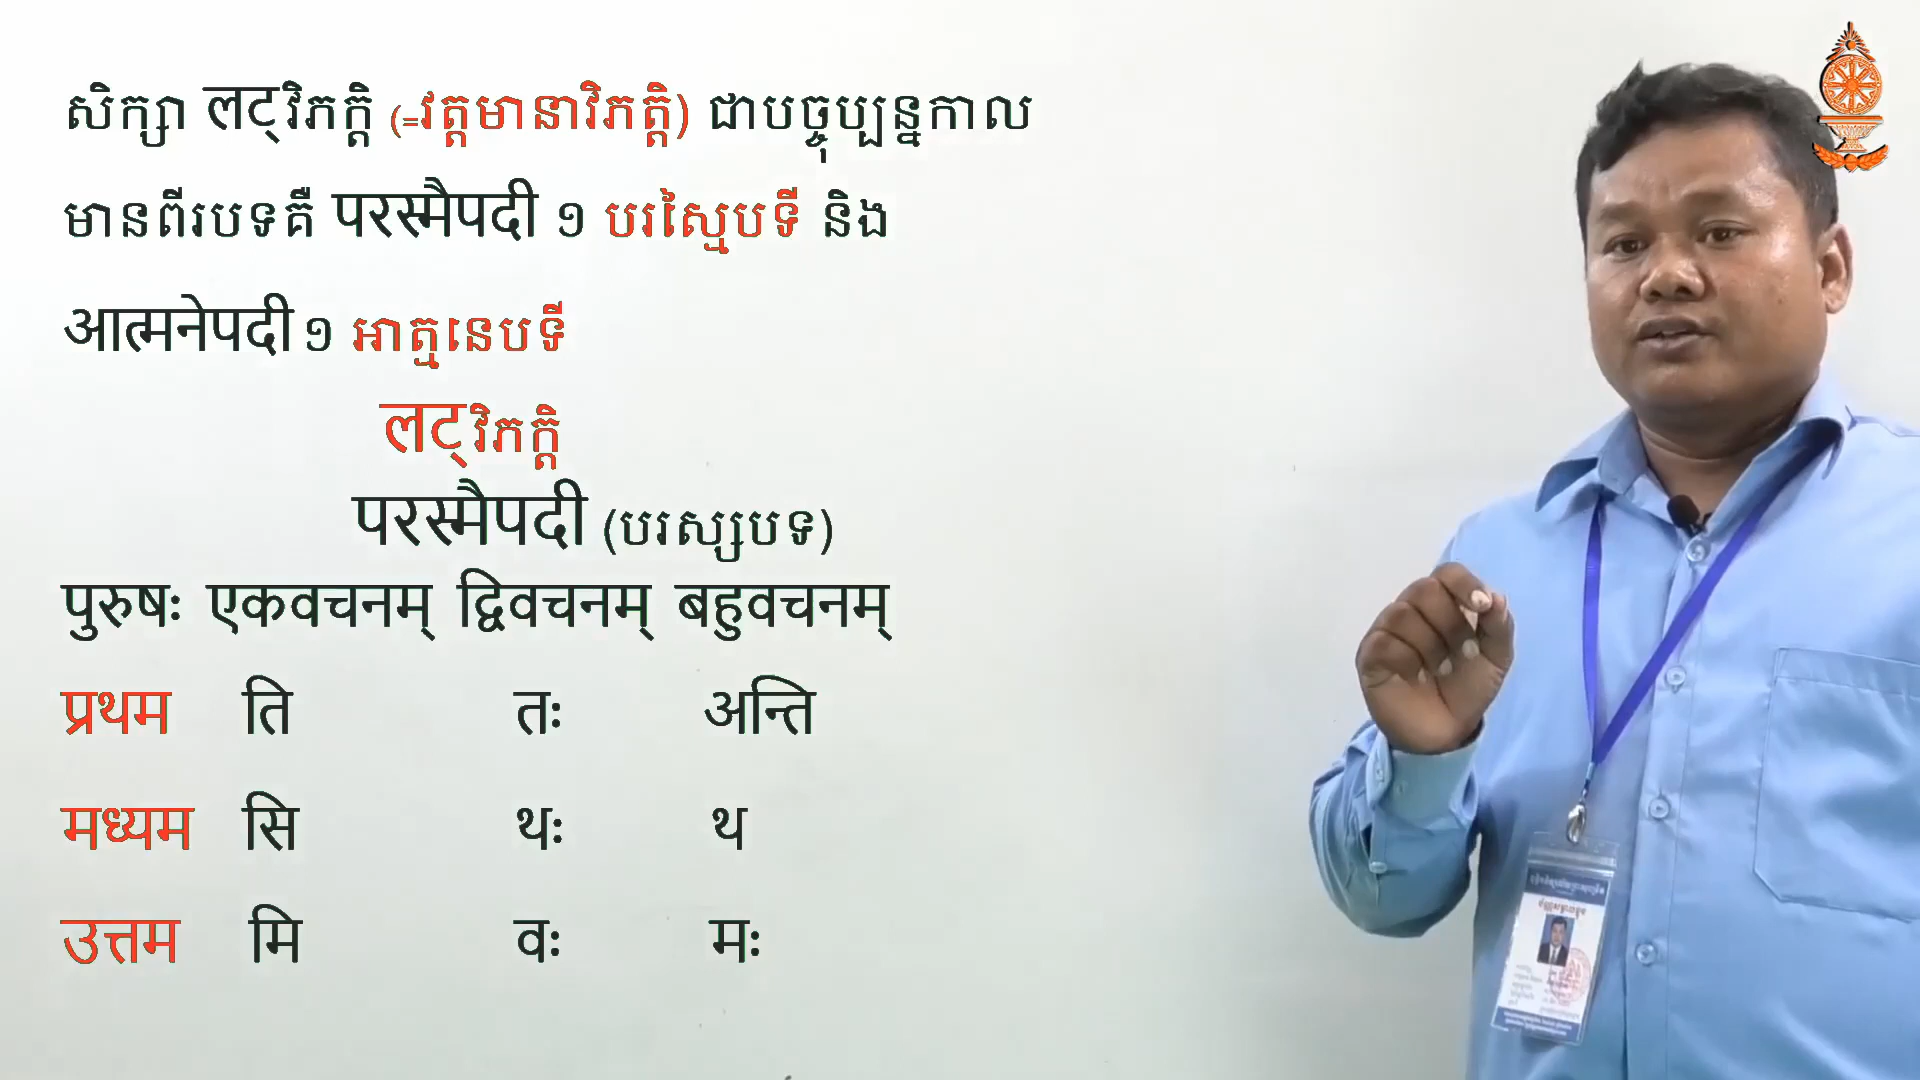 សិក្សា लट्វិភក្តិ (=វត្តមានាវិភត្តិ) ជាបច្ចុប្បន្នកាល
មានពីរបទគឺ परस्मैपदी ១ បរស្មៃបទី និង
आत्मनेपदी ១ អាត្មនេបទី
लट् វិភក្តិ
परस्मैपदी (បរស្សបទ)
पुरुषः एकवचनम् द्विवचनम् बहुवचनम्
प्रथम ति तः अन्ति
मध्यम सि थः थ
उत्तम मि वः मः